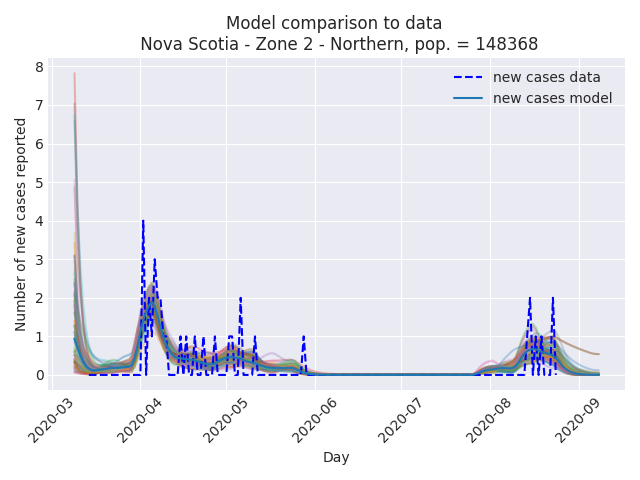 Model comparison to data
Nova Scotia - Zone 2 - Northern, pop. = 148368
new cases data
new cases model
Number of new cases reported
8
7
6
5
4
3
2
1
0
2020-03
2020-04
2020-05
2020-06
2020-07
2020-08
2020-09
Day